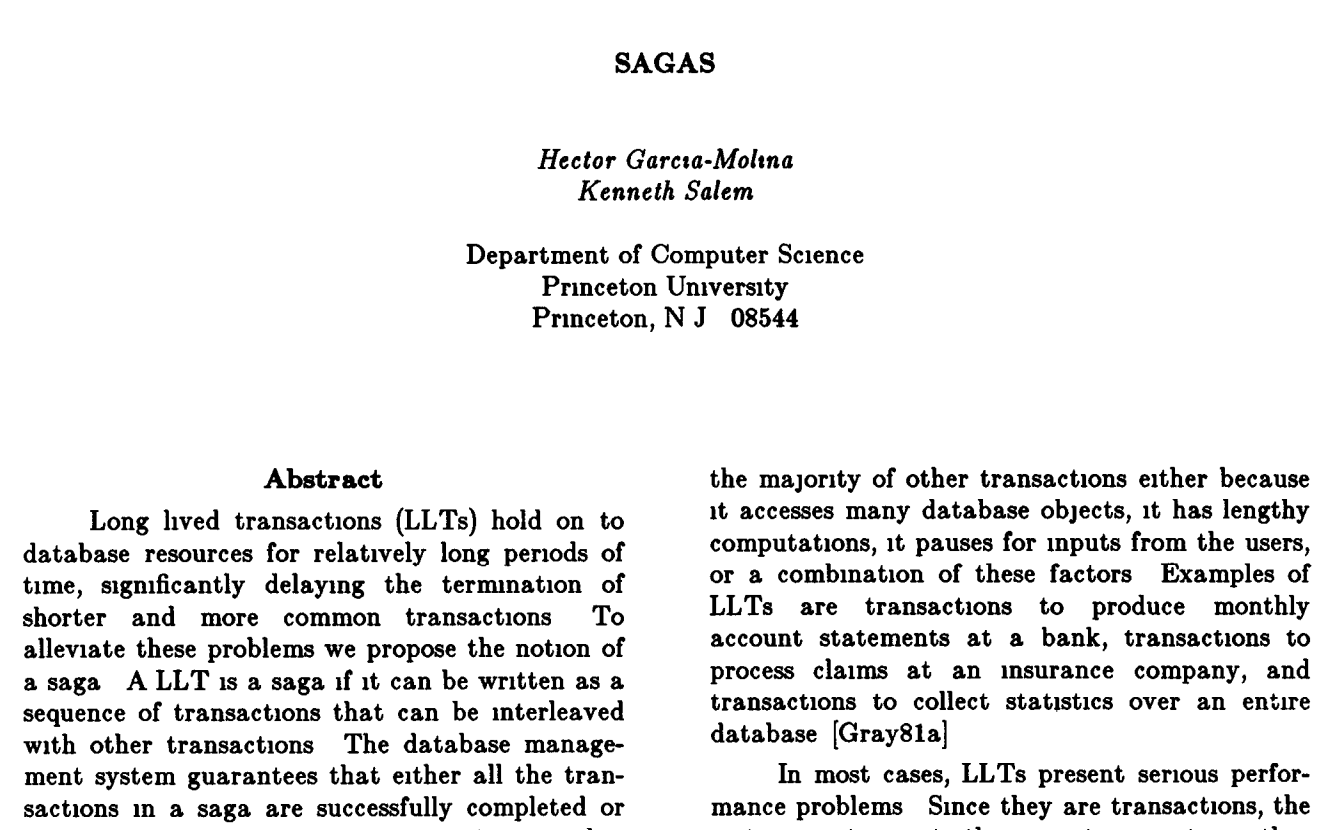 SAGAS
Hector Garcia-Molina
Kenneth Salem
Department of Computer Science
Princeton University
Princeton, N J 08544
Abstract
Long lived transactions (LLTs) hold on to
database resources for relatively long periods of
time, significantly delaying the termination of
shorter and more common transactions To
alleviate these problems we propose the notion of
a saga A LLT is a saga if it can be written as a
sequence of transactions that can be interleaved
with other transactions The database manage-
ment system guarantees that either all the tran-
sactions in a saga are successfully completed or
the majority of other transactions either because
it accesses many database objects, it has lengthy
computations, it pauses for inputs from the users,
or a combination of these factors Examples of
LLTs are transactions to produce monthly
account statements at a bank, transactions to
process claims at an insurance company, and
transactions to collect statistics over an entire
database [Gray81a]
In most cases, LLTs present serious perfor-
mance problems Since they are transactions, the